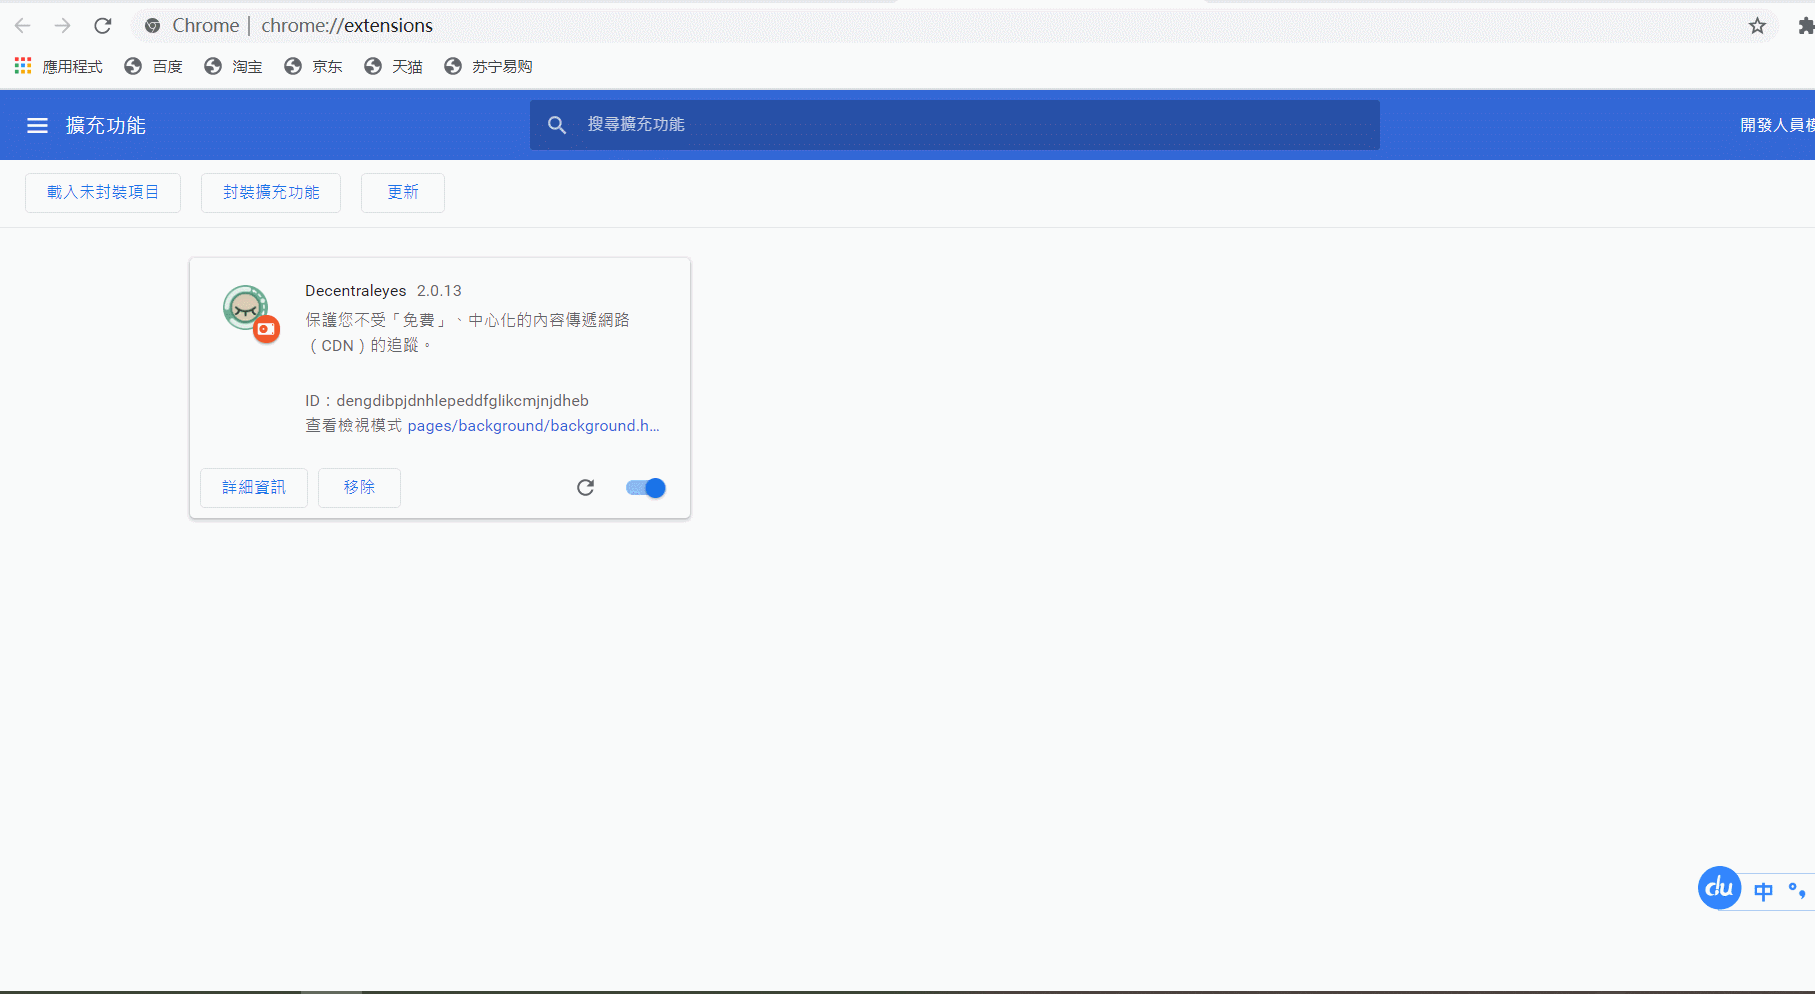 Chrome | chrome://extensions
應用程式 百度 淘宝 京东 天猫 苏宁易购
擴充功能 搜尋擴充功能 開發人員模
載入未封裝項目 封裝擴充功能 更新
Decentraleyes 2.0.13
保護您不受「免費」、中心化的內容傳遞網路
（CDN）的追蹤。
ID：dengdibpjdnhlepeddfglikcmjnjdheb
查看檢視模式 pages/background/background.h...
詳細資訊 移除
du 中 °,